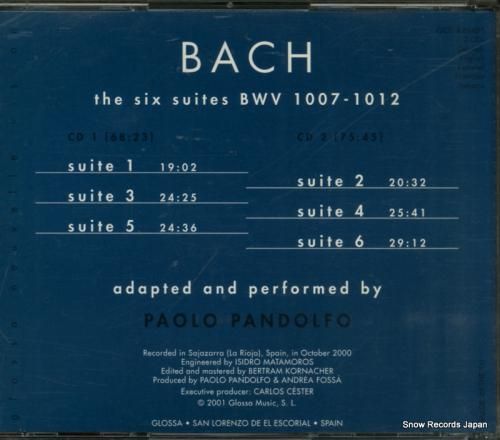 BACH
the six suites BWV 1007-1012
CD 1 (68:23)
CD 2 (75:45)
suite 1 19:02
suite 3 24:25
suite 5 24:36
suite 2 20:32
suite 4 25:41
suite 6 29:12
adapted and performed by
PAOLO PANDOLFO
Recorded in Sajazarra (La Rioja), Spain, in October 2000
Engineered by ISIDRO MATAMOROS
Edited and mastered by BERTRAM KORNACHER
Produced by PAOLO PANDOLFO & ANDREA FOSSÀ
Executive producer: CARLOS CÉSTER
© 2001 Glossa Music, S. L.
GLOSSA • SAN LORENZO DE EL ESCORIAL • SPAIN
Snow Records Japan